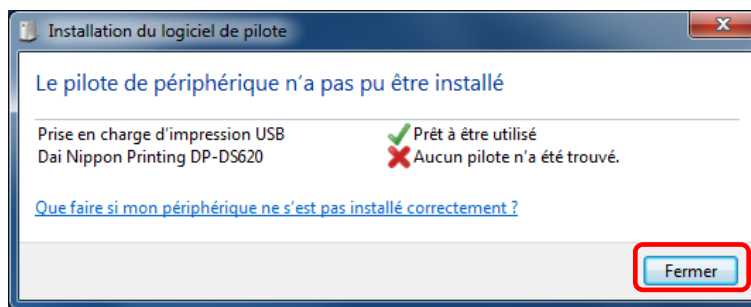 Installation du logiciel de pilote
Le pilote de périphérique n'a pas pu être installé
Prise en charge d'impression USB Prêt à être utilisé
Dai Nippon Printing DP-DS620 Aucun pilote n'a été trouvé.
Que faire si mon périphérique ne s'est pas installé correctement ?
Fermer